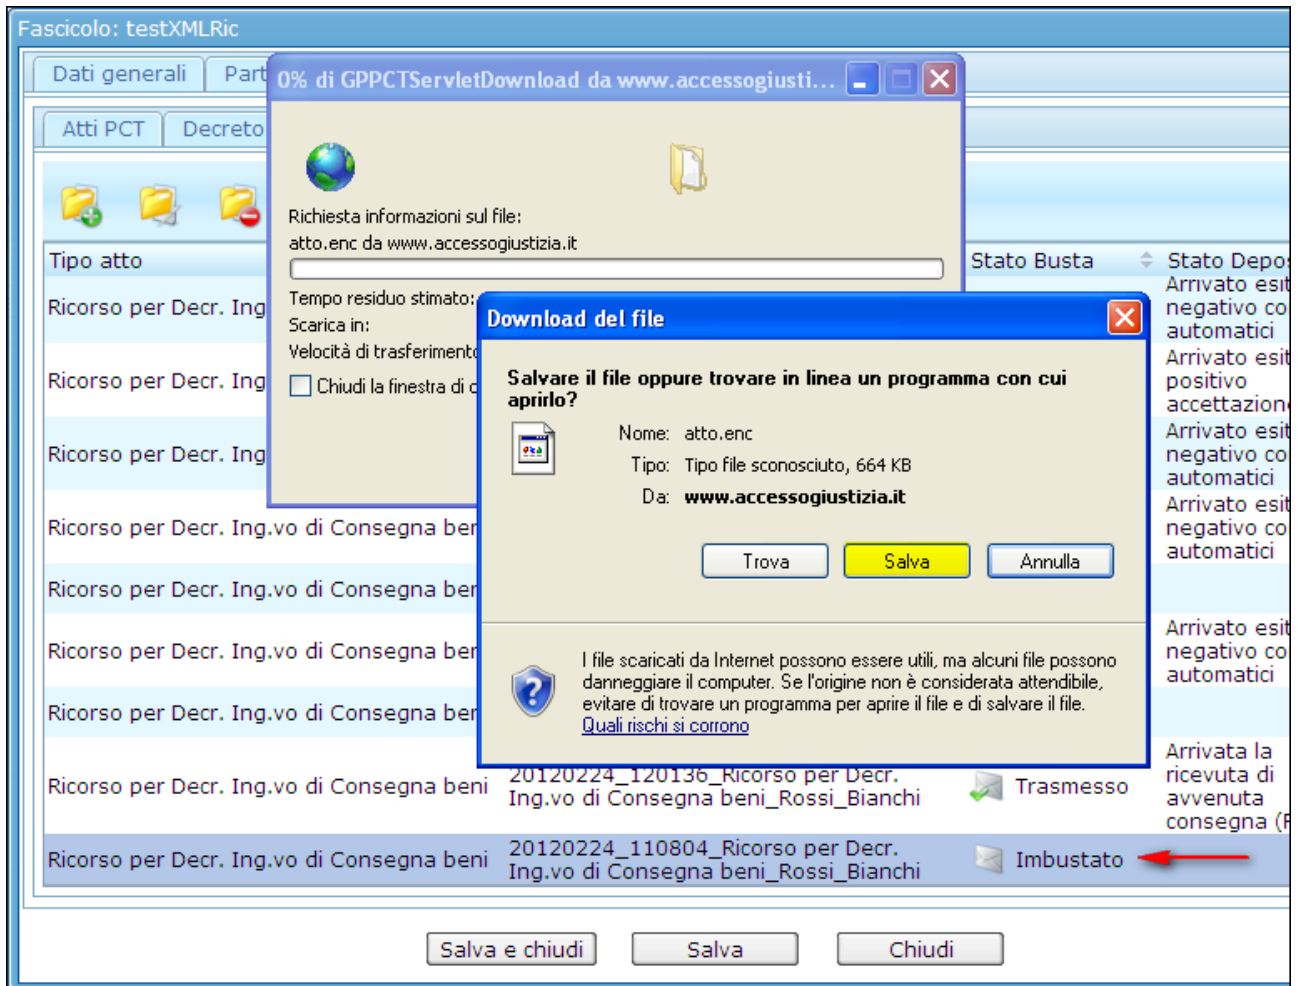 Fascicolo: testXMLRic
Dati generali
Part
0% di GPPCTServletDownload da www.accessogiusti...
Atti PCT
Decreto
Richiesta informazioni sul file:
atto.enc da www.accessogiustizia.it
Tempo residuo stimato:
Scarica in:
Velocità di trasferimento
Chiudi la finestra di
Tipo atto
Stato Busta
Stato Depos
Ricorso per Decr. Ing
Arrivato esit
negativo co
automatici
Ricorso per Decr. Ing
Arrivato esit
positivo
accettazion
Ricorso per Decr. Ing
Arrivato esit
negativo co
automatici
Ricorso per Decr. Ing.vo di Consegna ber
Arrivato esit
negativo co
automatici
Ricorso per Decr. Ing.vo di Consegna ber
Ricorso per Decr. Ing.vo di Consegna ber
Arrivato esit
negativo co
automatici
Ricorso per Decr. Ing.vo di Consegna ber
Download del file
Salvare il file oppure trovare in linea un programma con cui
aprirlo?
Nome: atto.enc
Tipo: Tipo file sconosciuto, 664 KB
Da: www.accessogiustizia.it
Trova
Salva
Annulla
I file scaricati da Internet possono essere utili, ma alcuni file possono
danneggiare il computer. Se l'origine non è considerata attendibile,
evitare di trovare un programma per aprire il file e di salvare il file.
Quali rischi si corrono
Ricorso per Decr. Ing.vo di Consegna beni
20120224_120136_Ricorso per Decr.
Ing.vo di Consegna beni_Rossi_Bianchi
Trasmesso
Arrivata la
ricevuta di
avvenuta
consegna (R
Ricorso per Decr. Ing.vo di Consegna beni
20120224_110804_Ricorso per Decr.
Ing.vo di Consegna beni_Rossi_Bianchi
Imbustato
Salva e chiudi
Salva
Chiudi